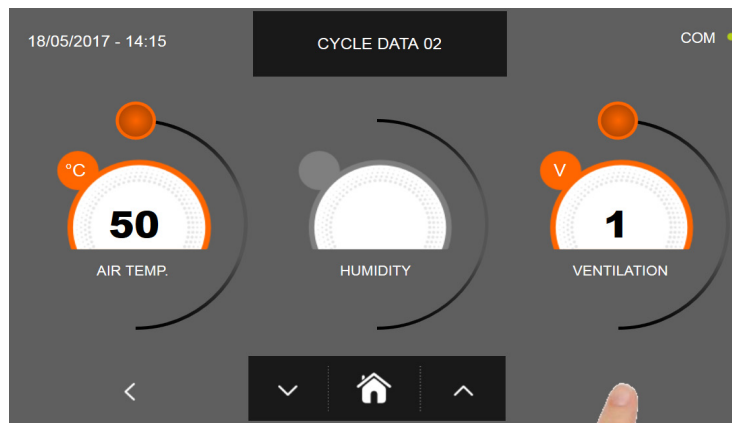 18/05/2017 - 14:15
CYCLE DATA 02
COM
°C
50
AIR TEMP.
HUMIDITY
V
1
VENTILATION